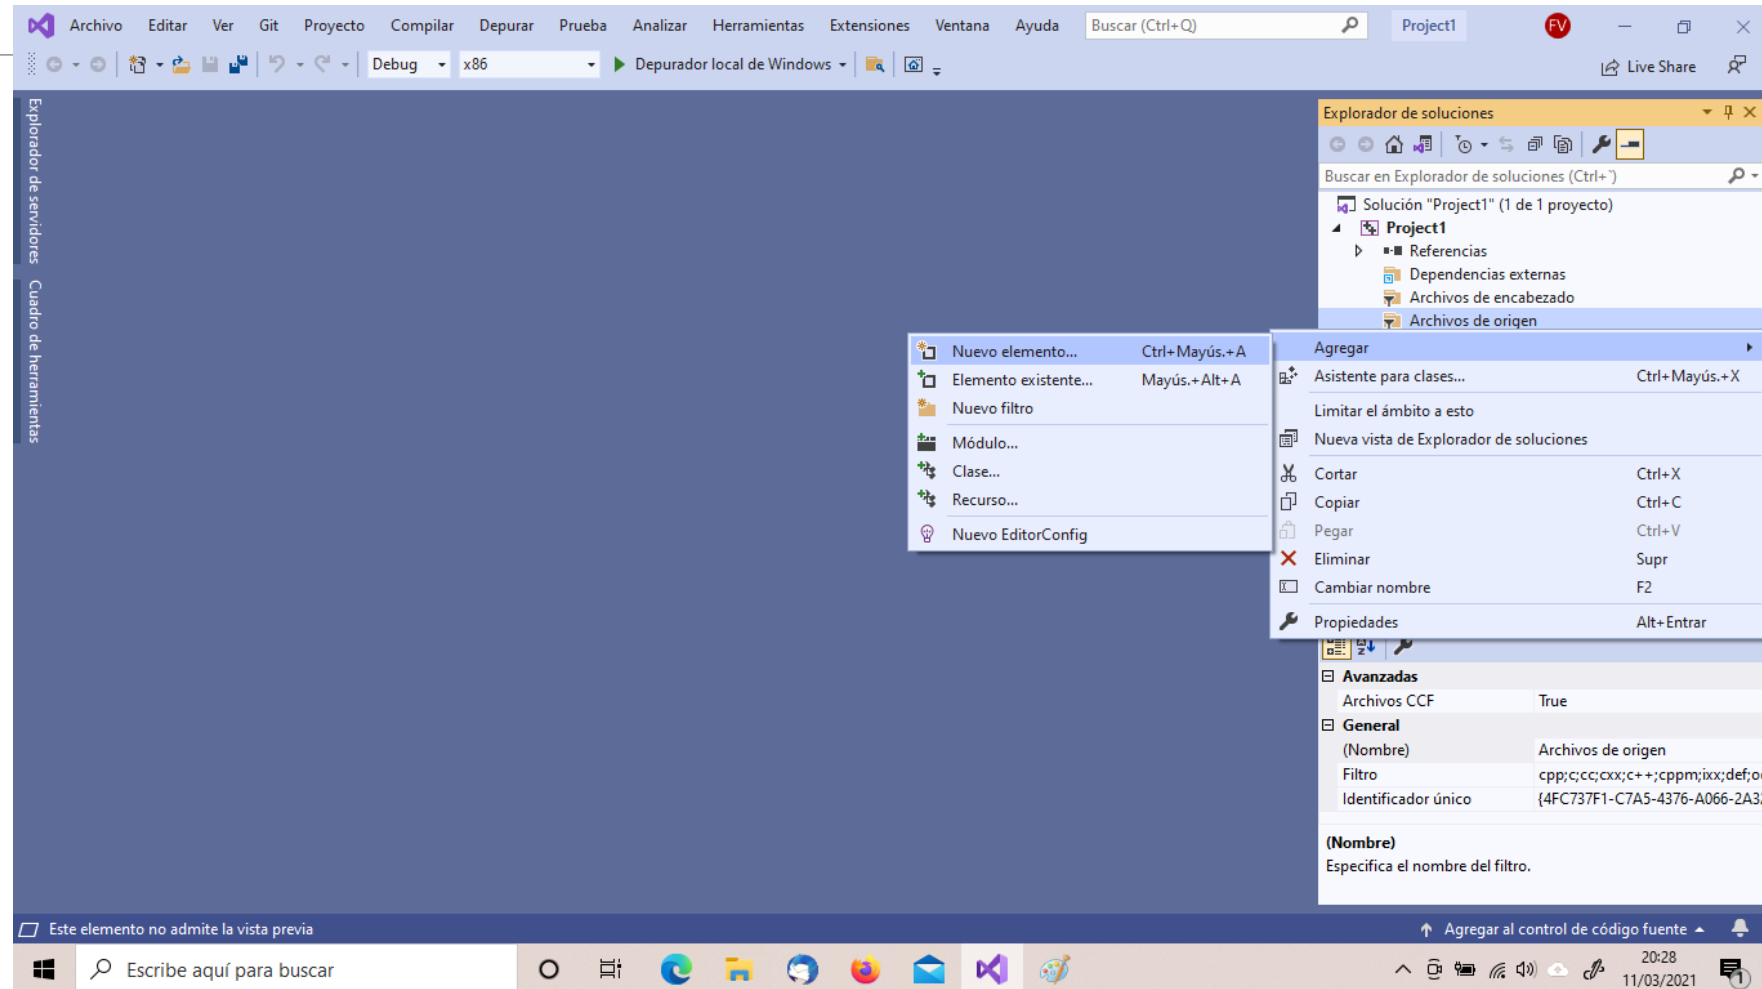 Archivo Editar Ver Git Proyecto Compilar Depurar Prueba Analizar Herramientas Extensiones Ventana Ayuda Buscar (Ctrl+Q) Project1 FV
Debug x86 Depurador local de Windows Live Share
Explorador de servidores
Cuadro de herramientas
Explorador de soluciones
Buscar en Explorador de soluciones (Ctrl+`)
Solución "Project1" (1 de 1 proyecto)
Project1
Referencias
Dependencias externas
Archivos de encabezado
Archivos de origen
Nuevo elemento... Ctrl+Mayús.+A
Elemento existente... Mayús.+Alt+A
Nuevo filtro
Módulo...
Clase...
Recurso...
Nuevo EditorConfig
Agregar
Asistente para clases... Ctrl+Mayús.+X
Limitar el ámbito a esto
Nueva vista de Explorador de soluciones
Cortar Ctrl+X
Copiar Ctrl+C
Pegar Ctrl+V
Eliminar Supr
Cambiar nombre F2
Propiedades Alt+Entrar
Avanzadas
Archivos CCF True
General
(Nombre) Archivos de origen
Filtro cpp;c;cc;cxx;c++;cppm;ixx;def;o
Identificador único {4FC737F1-C7A5-4376-A066-2A3
(Nombre)
Especifica el nombre del filtro.
Este elemento no admite la vista previa Agregar al control de código fuente
Escribe aquí para buscar 20:28
11/03/2021 1